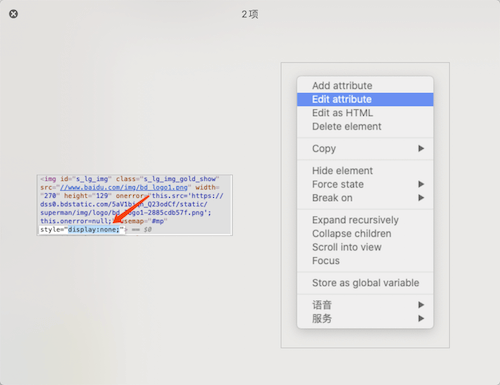 2项
<img id="s_lg_img" class="s_lg_img_gold_show"
src="//www.baidu.com/img/bd_logo1.png" width=
"270" height="129" onerror="this.src='https://
dss0.bdstatic.com/5aV1bjqh_Q23odCf/static/
superman/img/logo/bd_logo1-2885cdb57f.png';
this.onerror=null;" usemap="#mp"
style="display:none;"> == $0
Add attribute
Edit attribute
Edit as HTML
Delete element
Copy
Hide element
Force state
Break on
Expand recursively
Collapse children
Scroll into view
Focus
Store as global variable
语音
服务